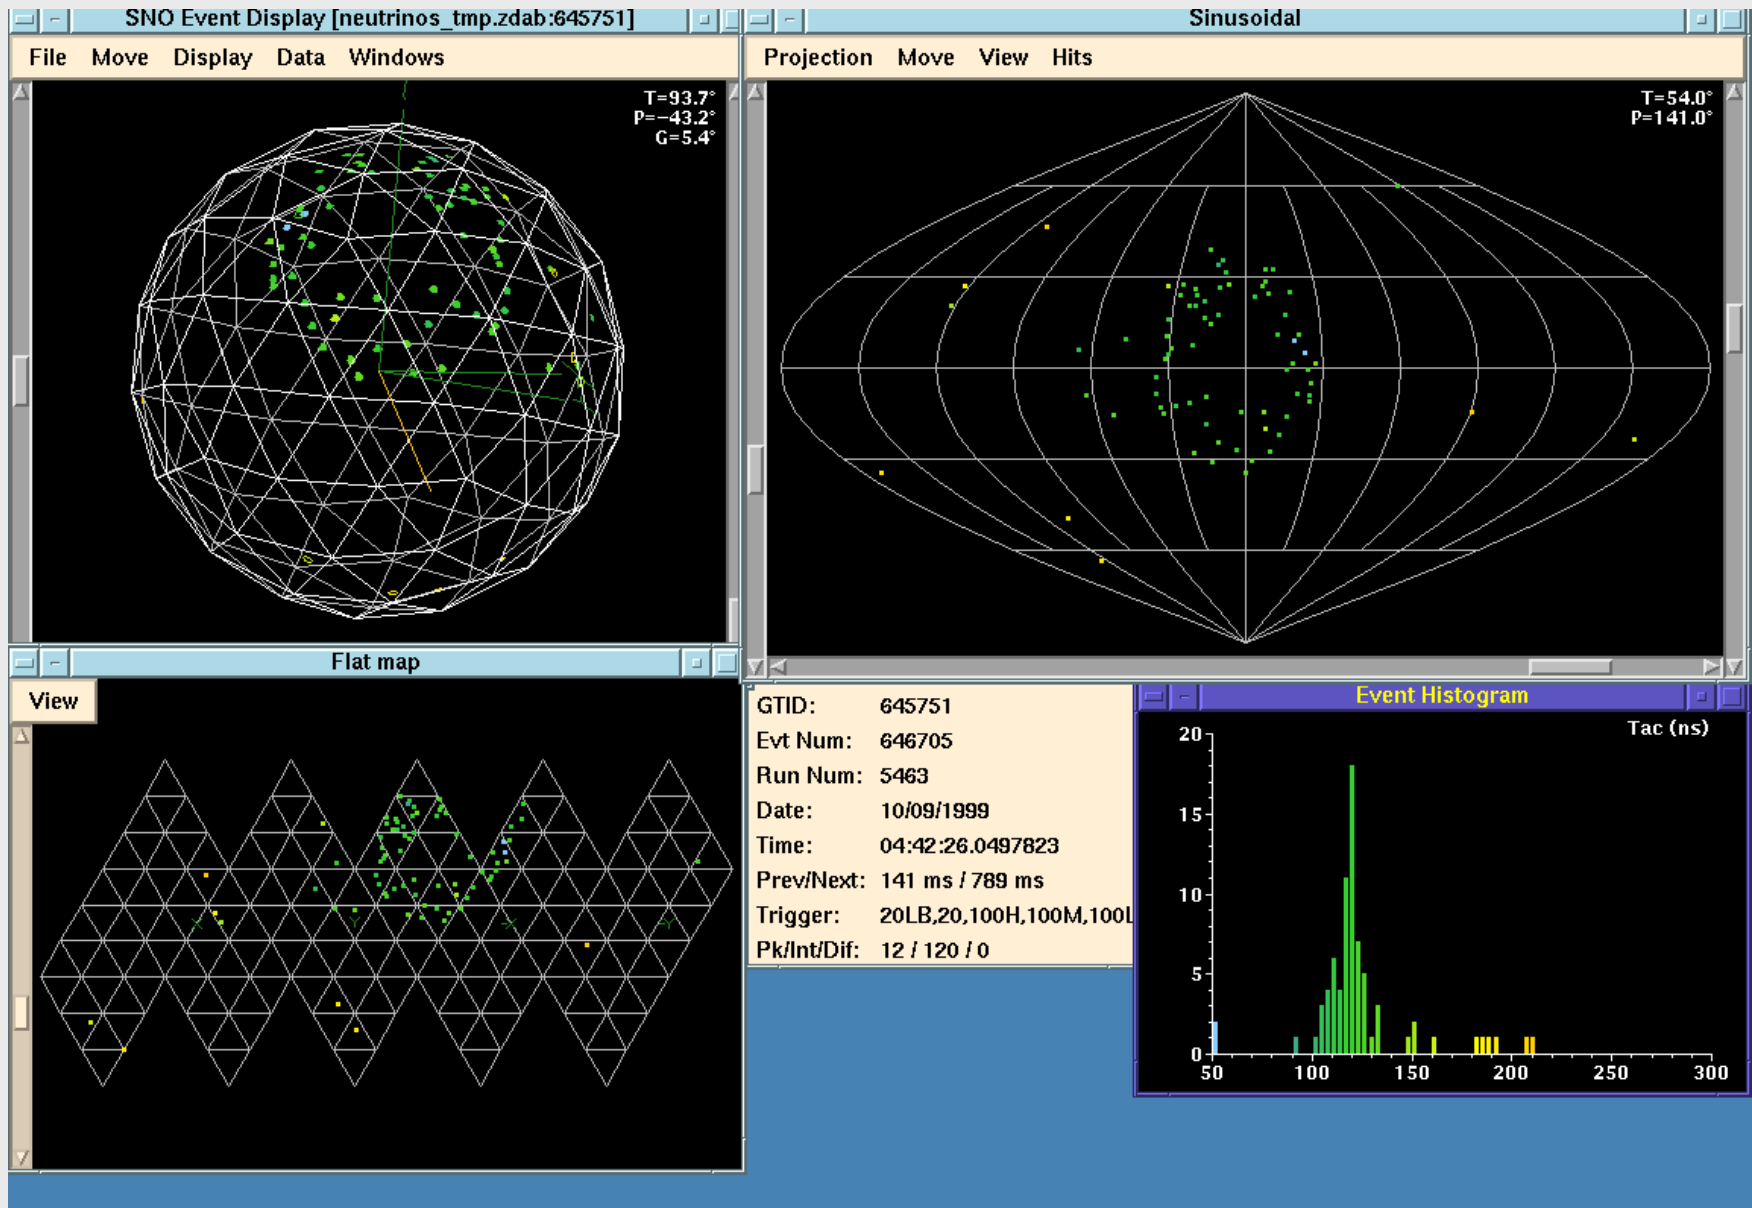 SNO Event Display [neutrinos_tmp.zdab:645751]
File Move Display Data Windows
T=93.7°
P=−43.2°
G=5.4°
Sinusoidal
Projection Move View Hits
T=54.0°
P=141.0°
Flat map
View
X Y -X -Y
GTID: 645751
Evt Num: 646705
Run Num: 5463
Date: 10/09/1999
Time: 04:42:26.0497823
Prev/Next: 141 ms / 789 ms
Trigger: 20LB,20,100H,100M,100L
Pk/Int/Dif: 12 / 120 / 0
Event Histogram
Tac (ns)
20
15
10
5
0
50 100 150 200 250 300